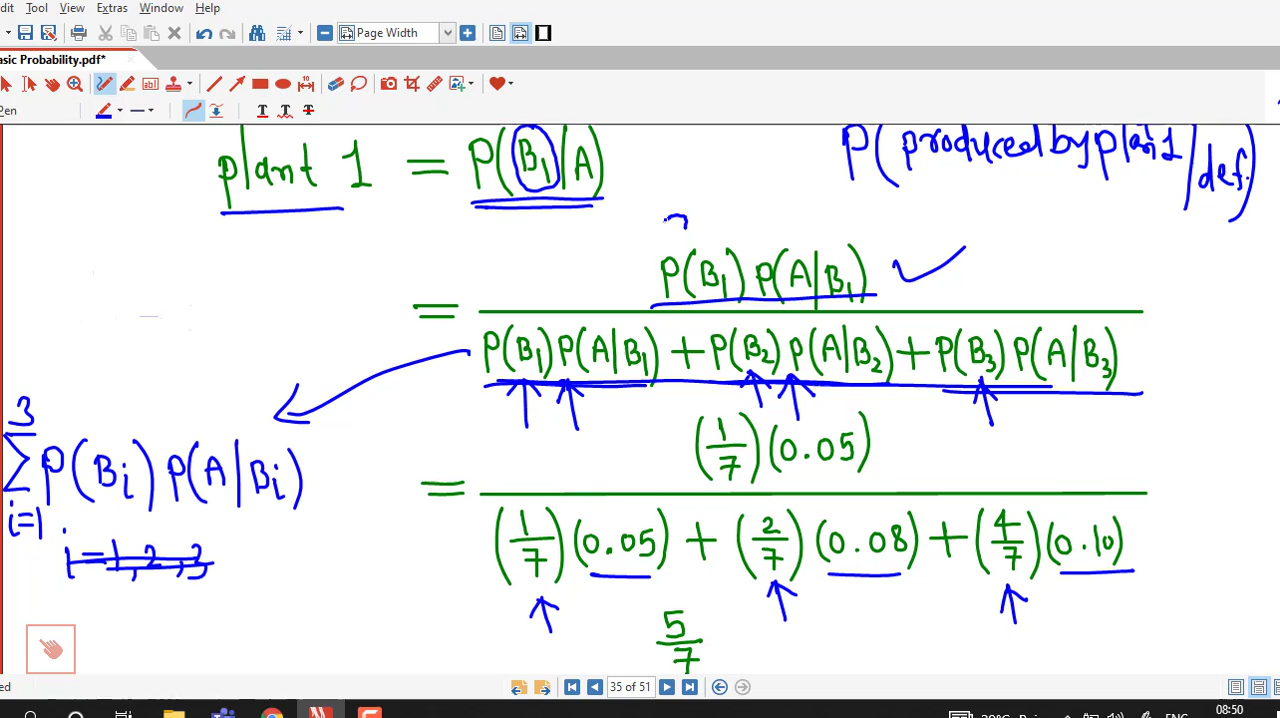 dit Tool View Extras Window Help
Page Width
asic Probability.pdf*
Pen
plant 1 = P(B₁|A)
P(produced by plant 1/def.)
= P(B₁) P(A|B₁)
P(B₁) P(A|B₁) + P(B₂) P(A|B₂) + P(B₃) P(A|B₃)
3
Σ P(Bᵢ) P(A|Bᵢ)
i=1
i = 1, 2, 3
= (1/7)(0.05)
(1/7)(0.05) + (2/7)(0.08) + (4/7)(0.10)
5/7
ed
35 of 51
ENG
08:50